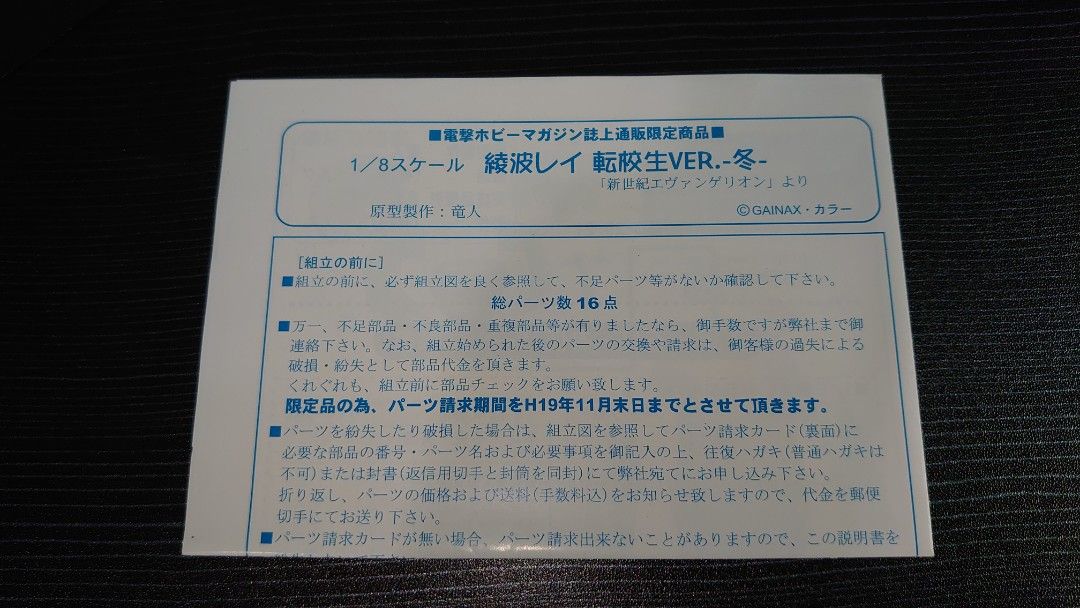 ■電撃ホビーマガジン誌上通販限定商品■
1/8スケール 綾波レイ 転校生VER.-冬-
「新世紀エヴァンゲリオン」より
原型製作：竜人 ©GAINAX・カラー
［組立の前に］
■組立の前に、必ず組立図を良く参照して、不足パーツ等がないか確認して下さい。
総パーツ数16点
■万一、不足部品・不良部品・重複部品等が有りましたなら、御手数ですが弊社まで御
連絡下さい。なお、組立始められた後のパーツの交換や請求は、御客様の過失による
破損・紛失として部品代金を頂きます。
くれぐれも、組立前に部品チェックをお願い致します。
限定品の為、パーツ請求期間をH19年11月末日までとさせて頂きます。
■パーツを紛失したり破損した場合は、組立図を参照してパーツ請求カード(裏面)に
必要な部品の番号・パーツ名および必要事項を御記入の上、往復ハガキ(普通ハガキは
不可)または封書(返信用切手と封筒を同封)にて弊社宛てにお申し込み下さい。
折り返し、パーツの価格および送料(手数料込)をお知らせ致しますので、代金を郵便
切手にてお送り下さい。
■パーツ請求カードが無い場合、パーツ請求出来ないことがありますので、この説明書を